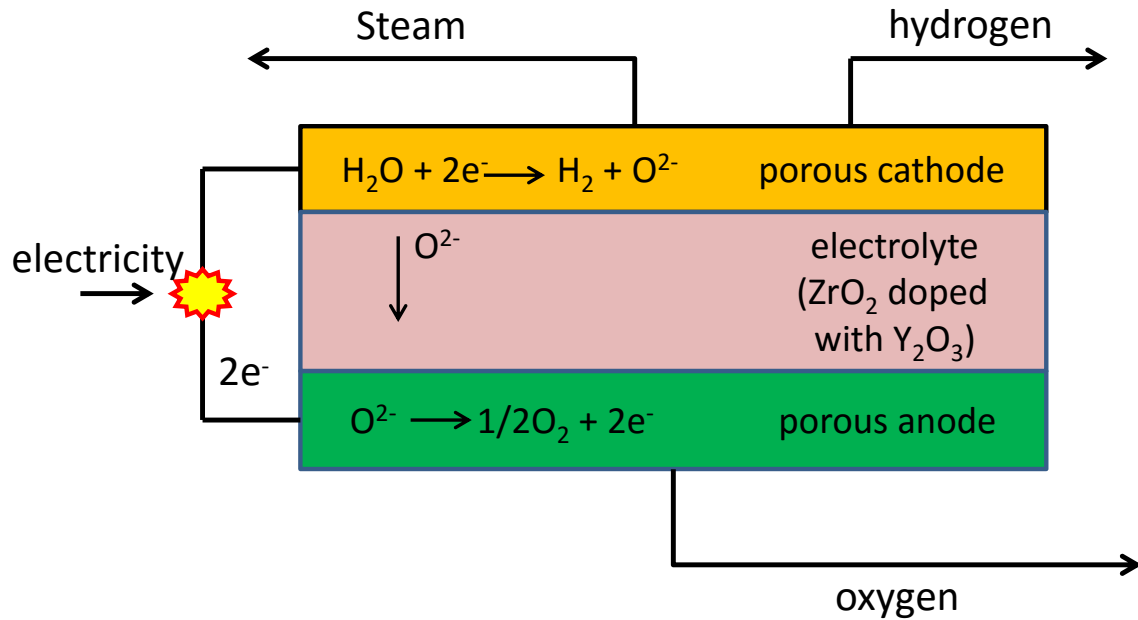 Steam
hydrogen
H₂O + 2e⁻ → H₂ + O²⁻
porous cathode
electricity
O²⁻
electrolyte
(ZrO₂ doped
with Y₂O₃)
2e⁻
O²⁻ → 1/2O₂ + 2e⁻
porous anode
oxygen